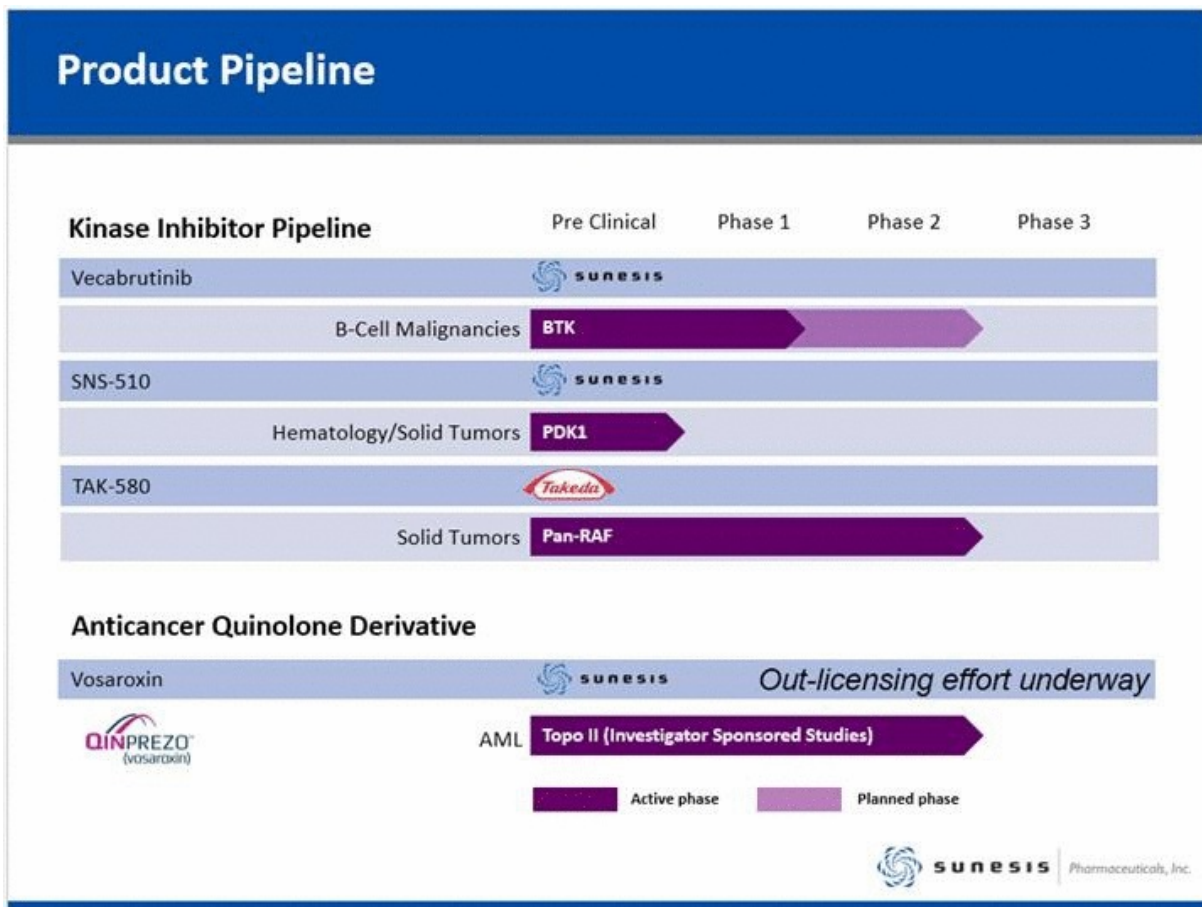 Product Pipeline
Kinase Inhibitor Pipeline Pre Clinical Phase 1 Phase 2 Phase 3
Vecabrutinib sunesis
B-Cell Malignancies BTK
SNS-510 sunesis
Hematology/Solid Tumors PDK1
TAK-580 Takeda
Solid Tumors Pan-RAF
Anticancer Quinolone Derivative
Vosaroxin sunesis Out-licensing effort underway
QINPREZO™
(vosaroxin)
AML Topo II (Investigator Sponsored Studies)
Active phase Planned phase
sunesis Pharmaceuticals, Inc.